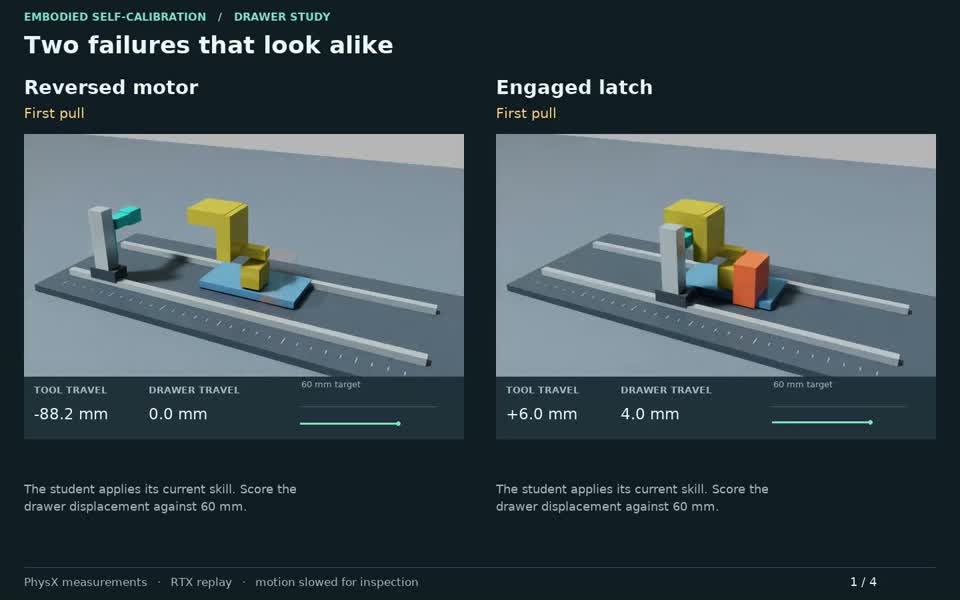 EMBODIED SELF-CALIBRATION / DRAWER STUDY
Two failures that look alike
Reversed motor
First pull
TOOL TRAVEL
-88.2 mm
DRAWER TRAVEL
0.0 mm
60 mm target
The student applies its current skill. Score the
drawer displacement against 60 mm.
Engaged latch
First pull
TOOL TRAVEL
+6.0 mm
DRAWER TRAVEL
4.0 mm
60 mm target
The student applies its current skill. Score the
drawer displacement against 60 mm.
PhysX measurements · RTX replay · motion slowed for inspection
1 / 4